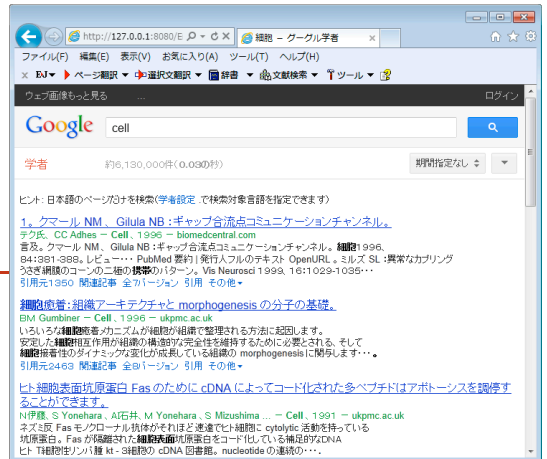 http://127.0.0.1:8080/E
細胞 - グーグル学者
ファイル(F) 編集(E) 表示(V) お気に入り(A) ツール(T) ヘルプ(H)
x EJ▼ ページ翻訳 ▼ 選択文翻訳 ▼ 辞書 ▼ 文献検索 ▼ ツール ▼
ウェブ画像もっと見る ... ログイン
Google cell
学者 約6,130,000件(0.03の秒) 期間指定なし
ヒント: 日本語のページだけを検索(学者設定 .で検索対象言語を指定できます)
1。クマール NM、 Gilula NB :ギャップ合流点コミュニケーションチャンネル。
テク氏、CC Adhes – Cell、1996 – biomedcentral.com
言及。クマール NM、 Gilula NB :ギャップ合流点コミュニケーションチャンネル。細胞1996、
84:381-388。レビュー・・・ PubMed 要約 | 発行人フルのテキスト OpenURL 。ミルズ SL :異常なカプリング
うさぎ網膜のコーンの二極の携帯のパターン。Vis Neurosci 1999, 16:1029-1035・・・
引用元1350 関連記事 全7バージョン 引用 その他▾
細胞癒着:組織アーキテクチャと morphogenesis の分子の基礎。
BM Gumbiner – Cell、1996 – ukpmc.ac.uk
いろいろな細胞癒着メカニズムが細胞が組織で整理される方法に起因します。
安定した細胞相互作用が組織の構造的な完全性を維持するために必要とされる、そして
細胞接着性のダイナミックな変化が成長している組織の morphogenesis に関与します・・・。
引用元2463 関連記事 全8バージョン 引用 その他▾
ヒト細胞表面坑原蛋白 Fas のために cDNA によってコード化された多ペプチドはアポトーシスを調停す
ることができます。
N伊藤、S Yonehara、AI石井、M Yonehara、S Mizushima ... – Cell、1991 – ukpmc.ac.uk
ネズミ反 Fas モノクローナル抗体がそれほど速達でヒト細胞に cytolytic 活動を持っている
坑原蛋白。Fas が隔離された細胞表面坑原蛋白をコード化している補足的なDNA
ヒト T細胞性リンパ腫 kt - 3細胞の cDNA 図書館。nucleotide の連続の・・・.